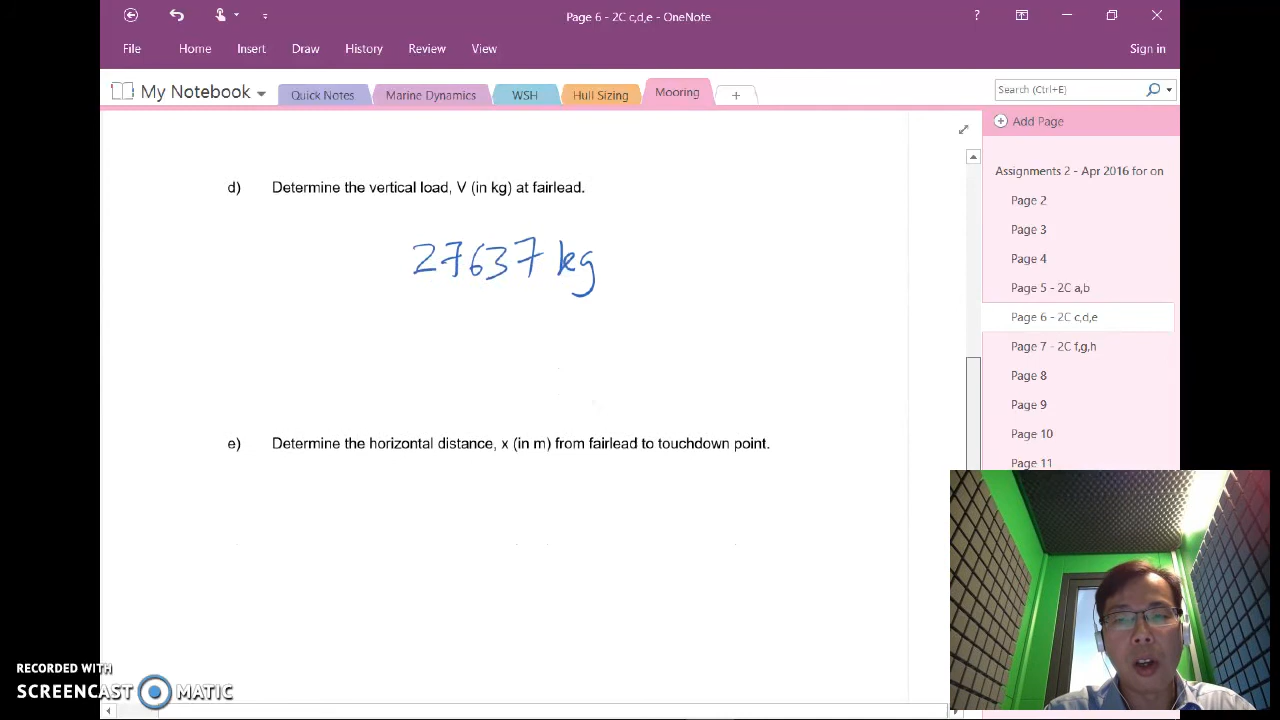 Page 6 - 2C c,d,e - OneNote
?
File Home Insert Draw History Review View
Sign in
My Notebook
Quick Notes Marine Dynamics WSH Hull Sizing Mooring +
Search (Ctrl+E)
Add Page
d) Determine the vertical load, V (in kg) at fairlead.
27637 kg
e) Determine the horizontal distance, x (in m) from fairlead to touchdown point.
Assignments 2 - Apr 2016 for on
Page 2
Page 3
Page 4
Page 5 - 2C a,b
Page 6 - 2C c,d,e
Page 7 - 2C f,g,h
Page 8
Page 9
Page 10
Page 11
RECORDED WITH
SCREENCAST MATIC